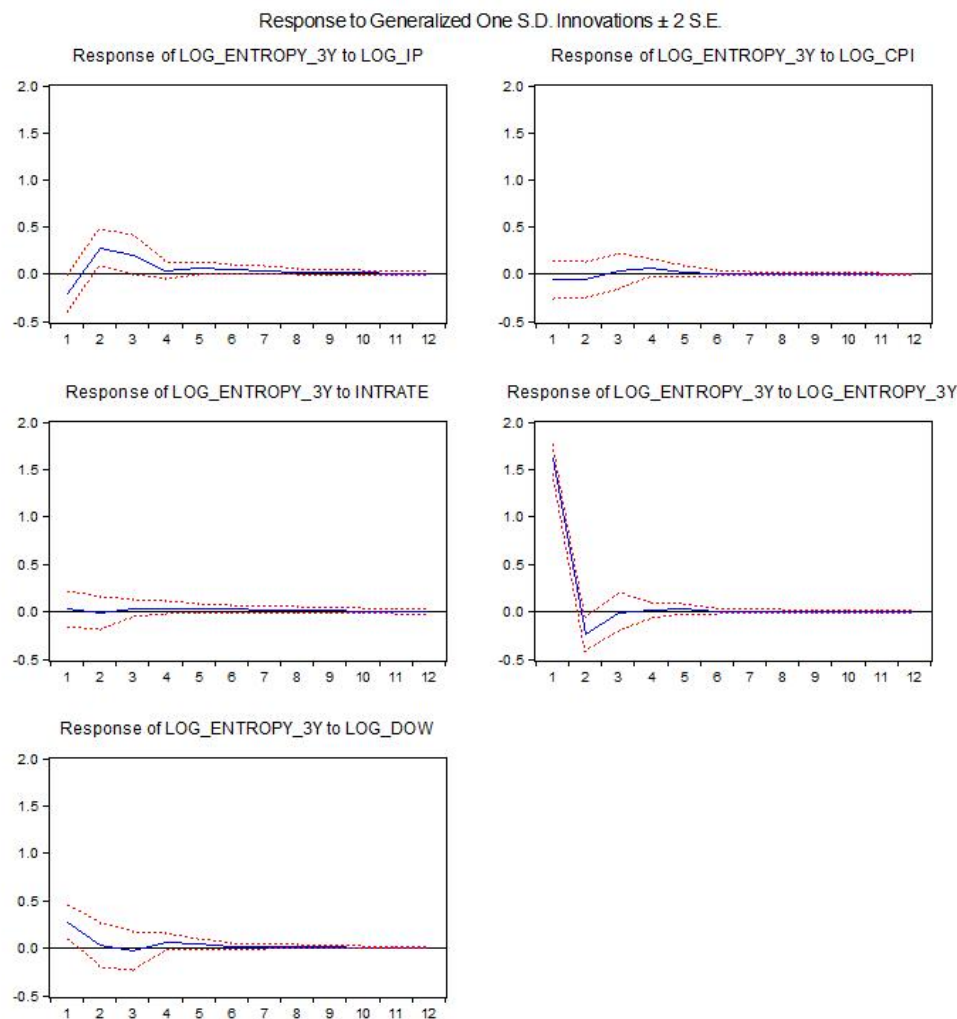 Response to Generalized One S.D. Innovations ± 2 S.E.
Response of LOG_ENTROPY_3Y to LOG_IP
2.0
1.5
1.0
0.5
0.0
-0.5
1 2 3 4 5 6 7 8 9 10 11 12
Response of LOG_ENTROPY_3Y to LOG_CPI
2.0
1.5
1.0
0.5
0.0
-0.5
1 2 3 4 5 6 7 8 9 10 11 12
Response of LOG_ENTROPY_3Y to INTRATE
2.0
1.5
1.0
0.5
0.0
-0.5
1 2 3 4 5 6 7 8 9 10 11 12
Response of LOG_ENTROPY_3Y to LOG_ENTROPY_3Y
2.0
1.5
1.0
0.5
0.0
-0.5
1 2 3 4 5 6 7 8 9 10 11 12
Response of LOG_ENTROPY_3Y to LOG_DOW
2.0
1.5
1.0
0.5
0.0
-0.5
1 2 3 4 5 6 7 8 9 10 11 12